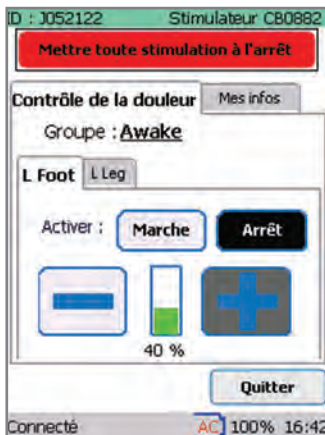 ID : J052122 Stimulateur CB0882
Mettre toute stimulation à l'arrêt
Contrôle de la douleur Mes infos
Groupe : Awake
L Foot L Leg
Activer : Marche Arrêt
40 %
Quitter
Connecté AC 100% 16:42